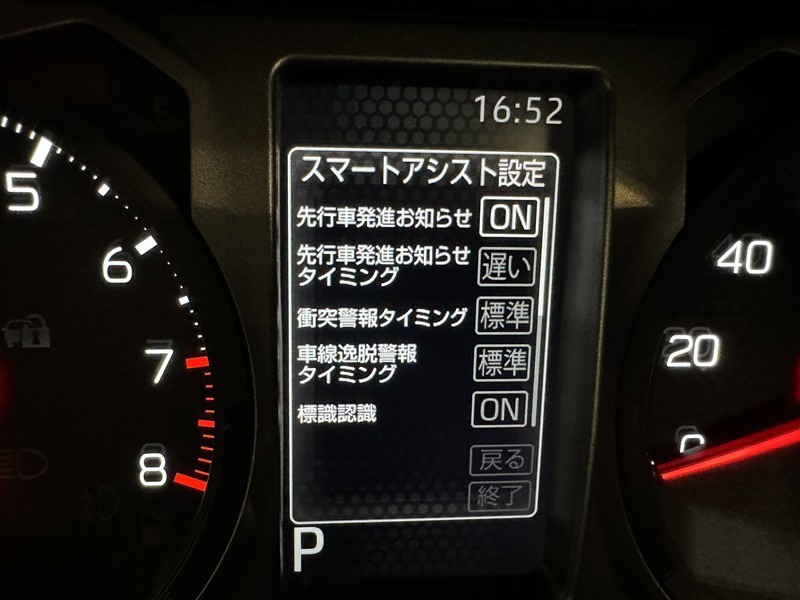 16:52
スマートアシスト設定
先行車発進お知らせ ON
先行車発進お知らせ
タイミング 遅い
衝突警報タイミング 標準
車線逸脱警報
タイミング 標準
標識認識 ON
戻る
終了
P
5
6
7
8
40
20
0